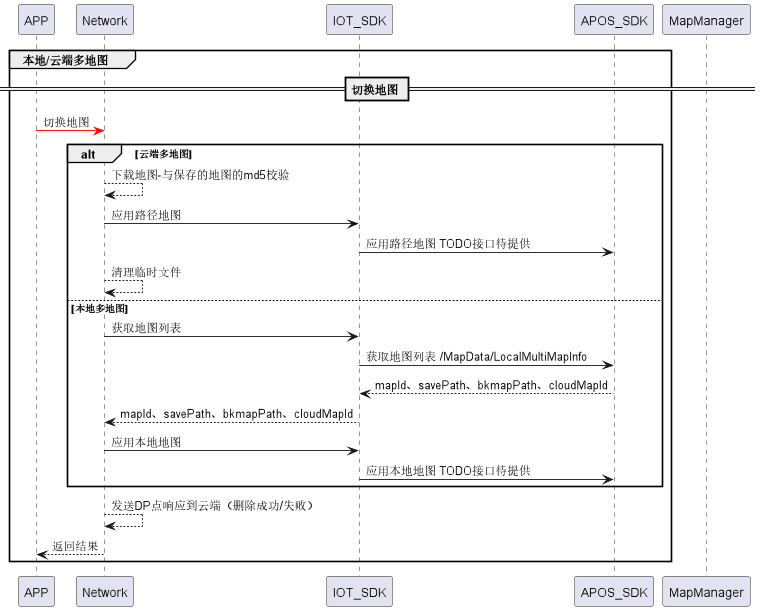 APP Network IOT_SDK APOS_SDK MapManager
本地/云端多地图
切换地图
切换地图
alt [云端多地图]
下载地图-与保存的地图的md5校验
应用路径地图
应用路径地图 TODO接口待提供
清理临时文件
[本地多地图]
获取地图列表
获取地图列表 /MapData/LocalMultiMapInfo
mapId、savePath、bkmapPath、cloudMapId
mapId、savePath、bkmapPath、cloudMapId
应用本地地图
应用本地地图 TODO接口待提供
发送DP点响应到云端（删除成功/失败）
返回结果
APP Network IOT_SDK APOS_SDK MapManager